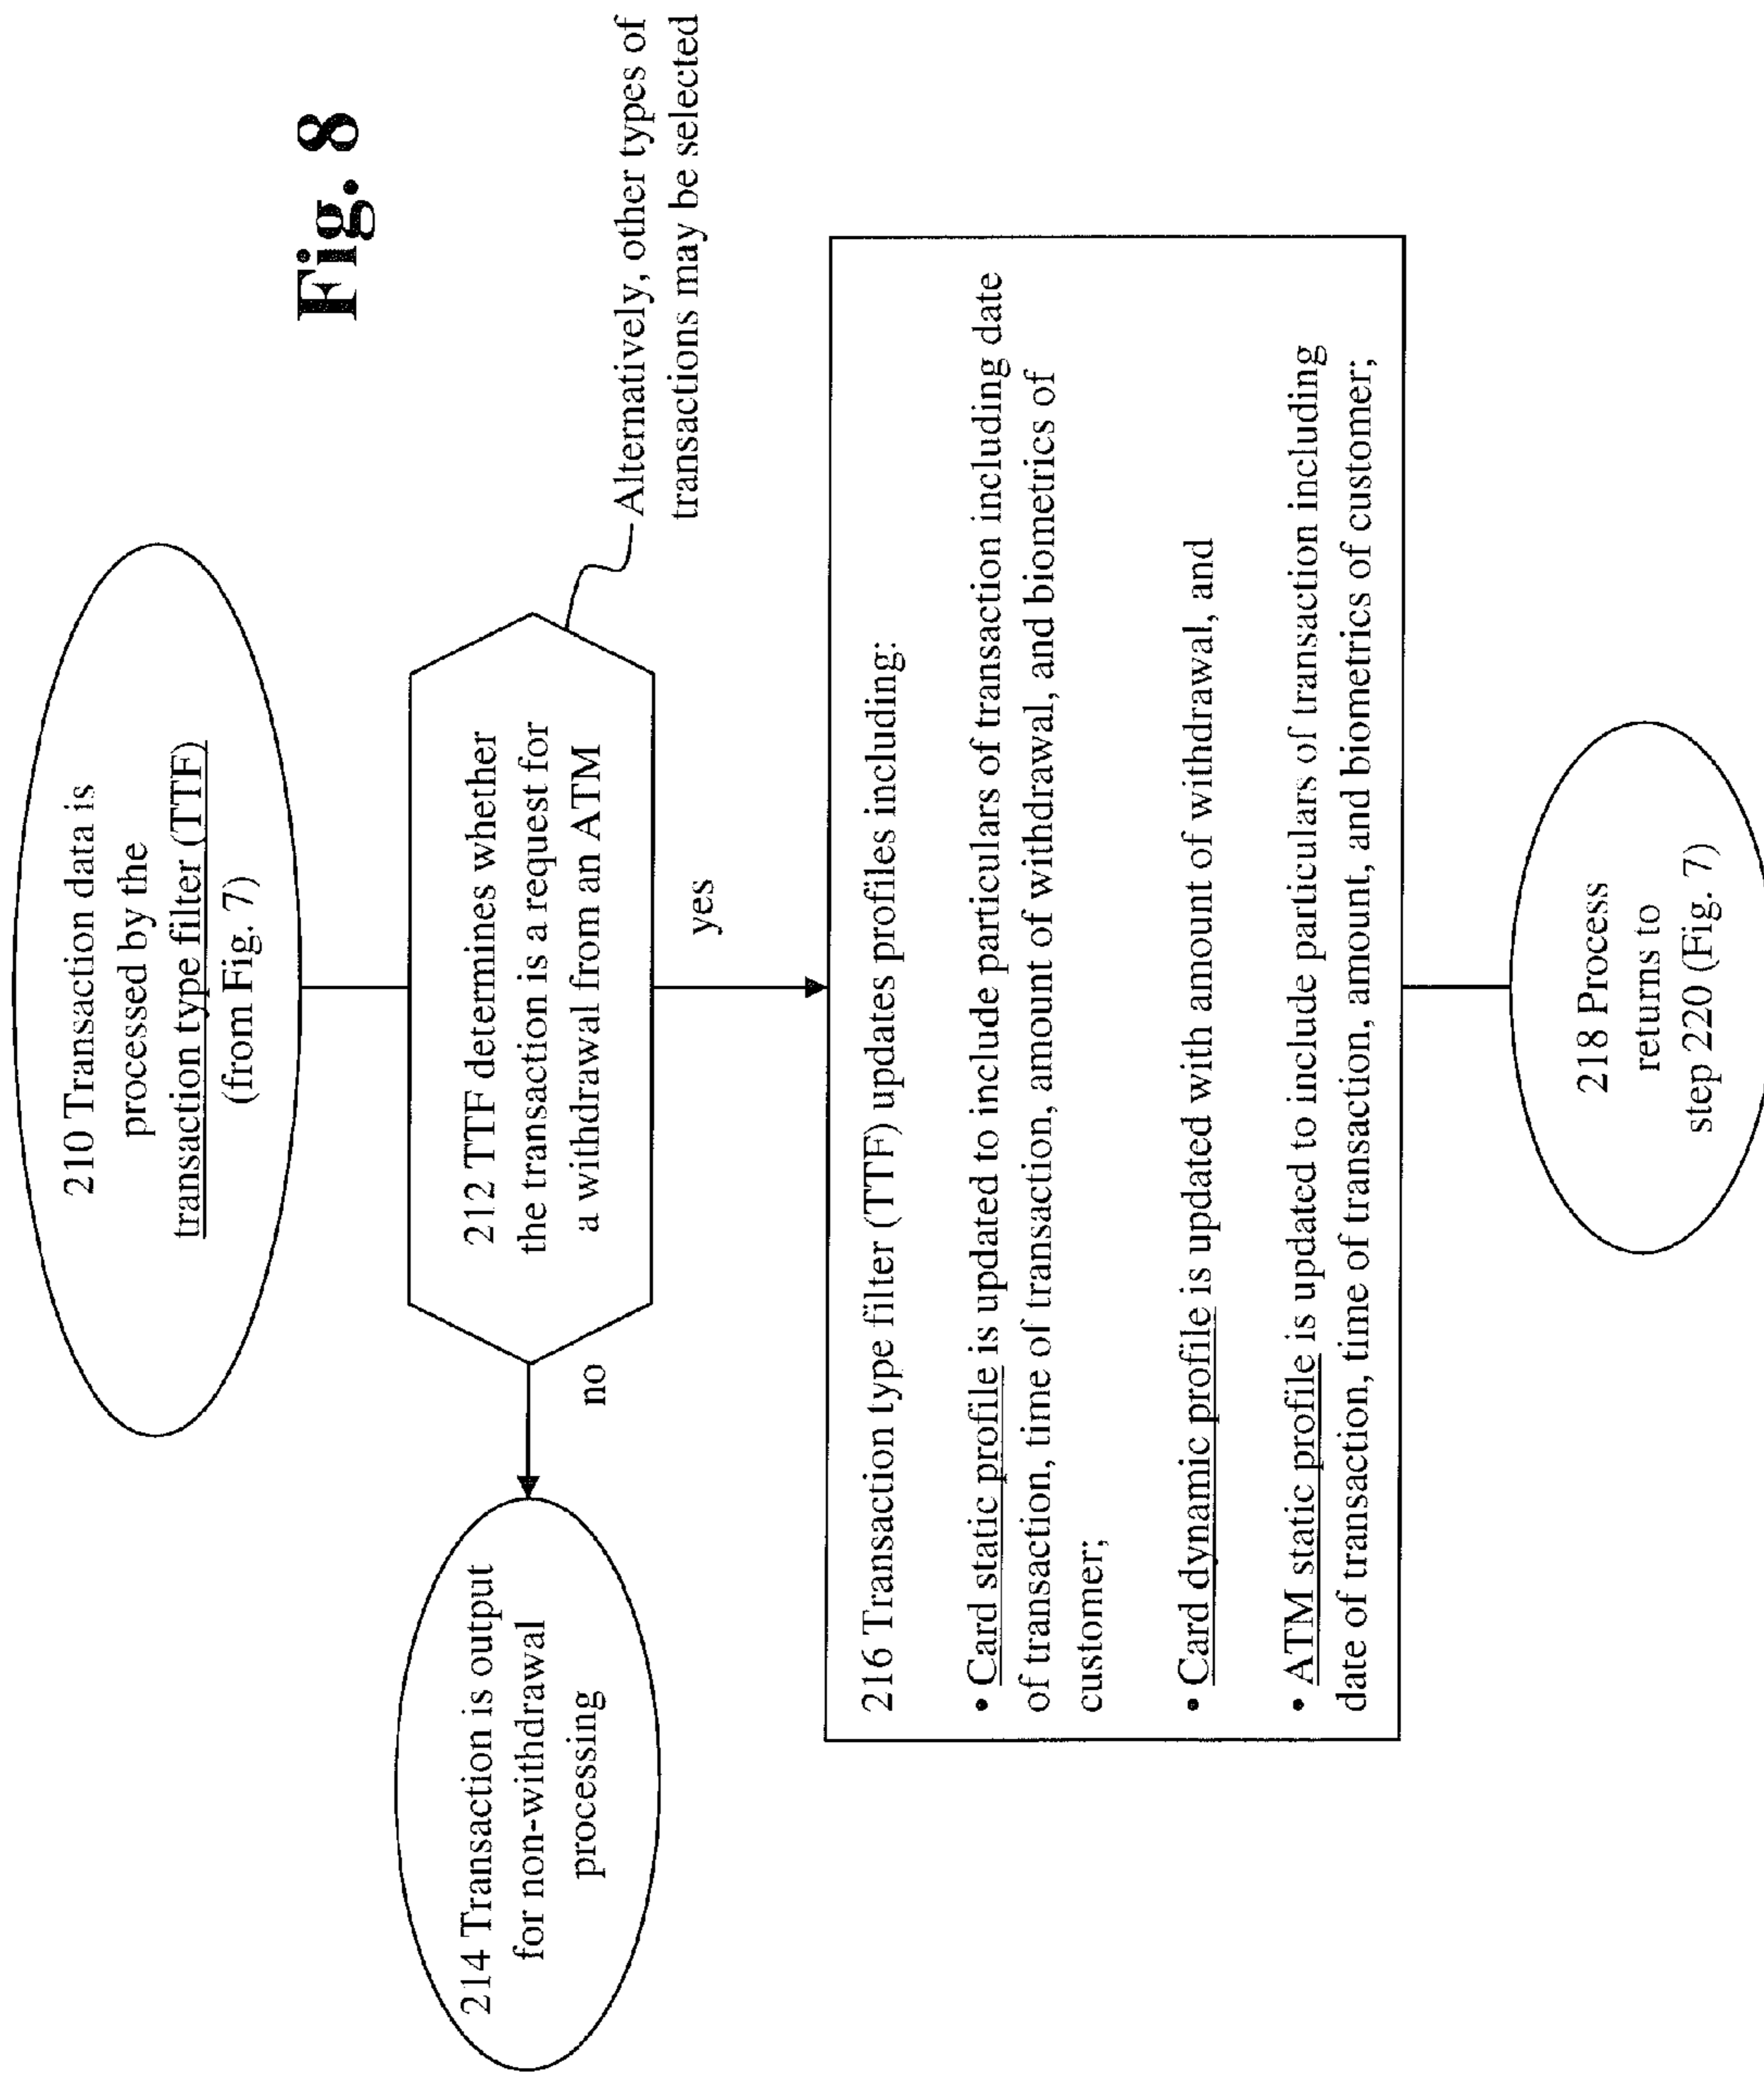 Fig. 8
210 Transaction data is
processed by the
transaction type filter (TTF)
(from Fig. 7)
212 TTF determines whether
the transaction is a request for
a withdrawal from an ATM
Alternatively, other types of
transactions may be selected
no
yes
214 Transaction is output
for non-withdrawal
processing
216 Transaction type filter (TTF) updates profiles including:
• Card static profile is updated to include particulars of transaction including date
of transaction, time of transaction, amount of withdrawal, and biometrics of
customer;
• Card dynamic profile is updated with amount of withdrawal, and
• ATM static profile is updated to include particulars of transaction including
date of transaction, time of transaction, amount, and biometrics of customer;
218 Process
returns to
step 220 (Fig. 7)